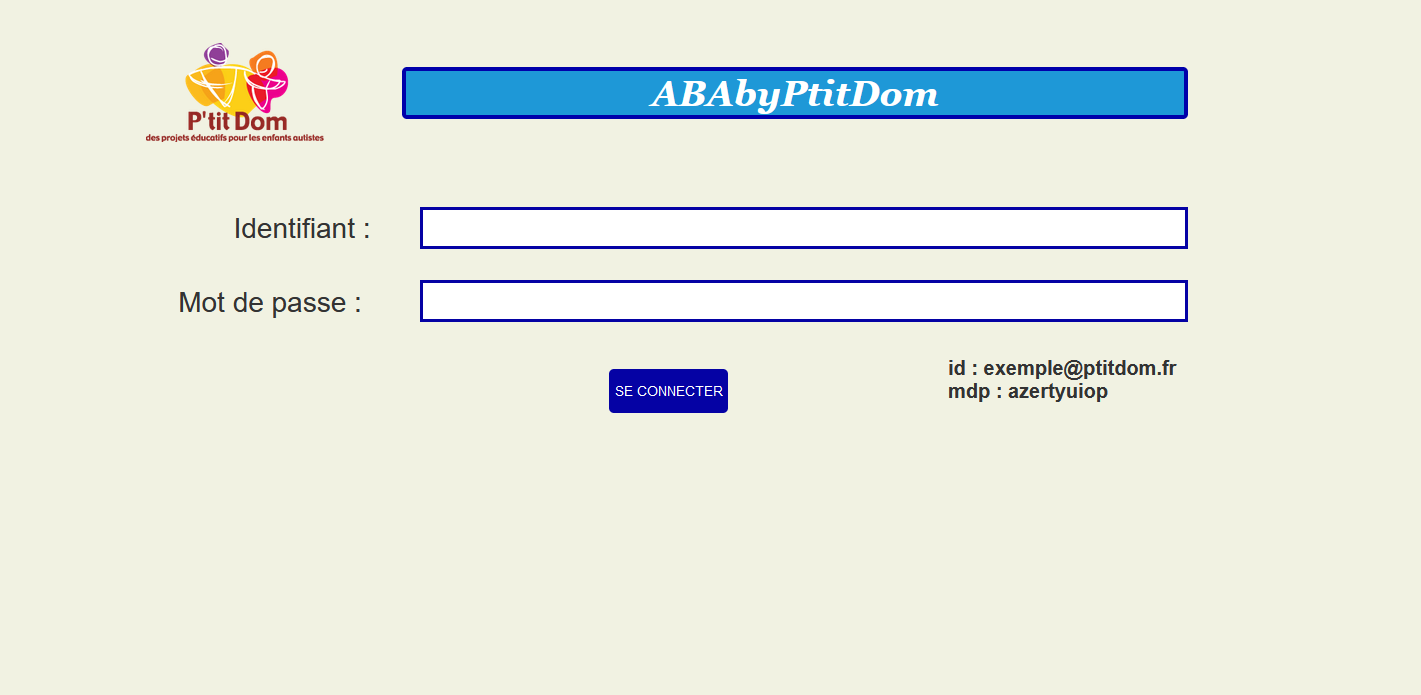 P'tit Dom
des projets éducatifs pour les enfants autistes
ABAbyPtitDom
Identifiant :
Mot de passe :
SE CONNECTER
id : exemple@ptitdom.fr
mdp : azertyuiop